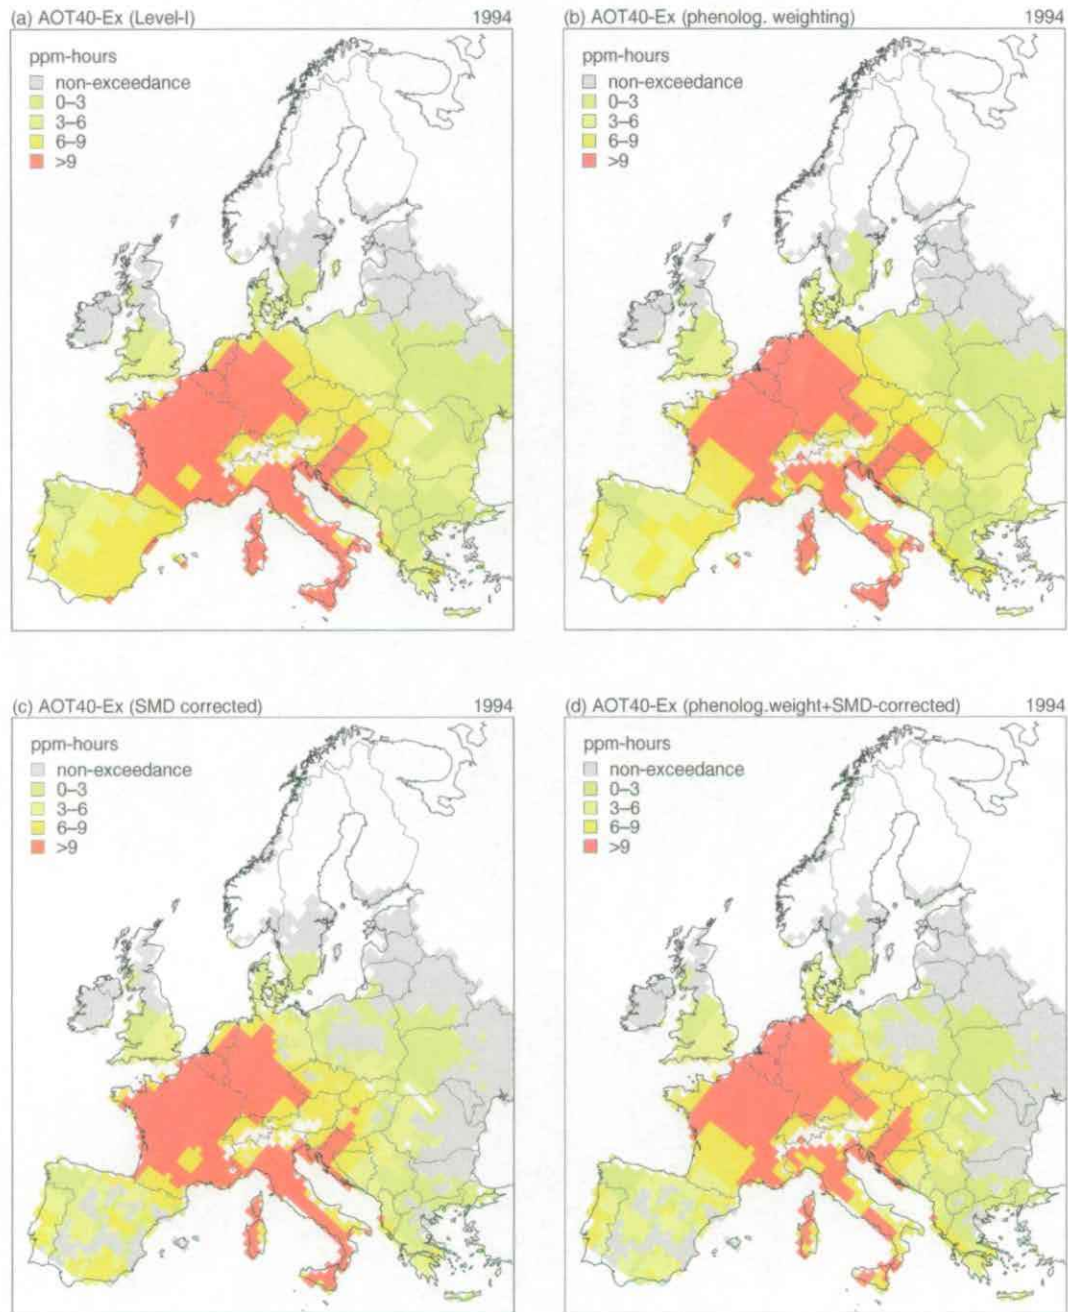 (a) AOT40-Ex (Level-I) 1994
ppm-hours
non-exceedance
0–3
3–6
6–9
>9
(b) AOT40-Ex (phenolog. weighting) 1994
ppm-hours
non-exceedance
0–3
3–6
6–9
>9
(c) AOT40-Ex (SMD corrected) 1994
ppm-hours
non-exceedance
0–3
3–6
6–9
>9
(d) AOT40-Ex (phenolog.weight+SMD-corrected) 1994
ppm-hours
non-exceedance
0–3
3–6
6–9
>9